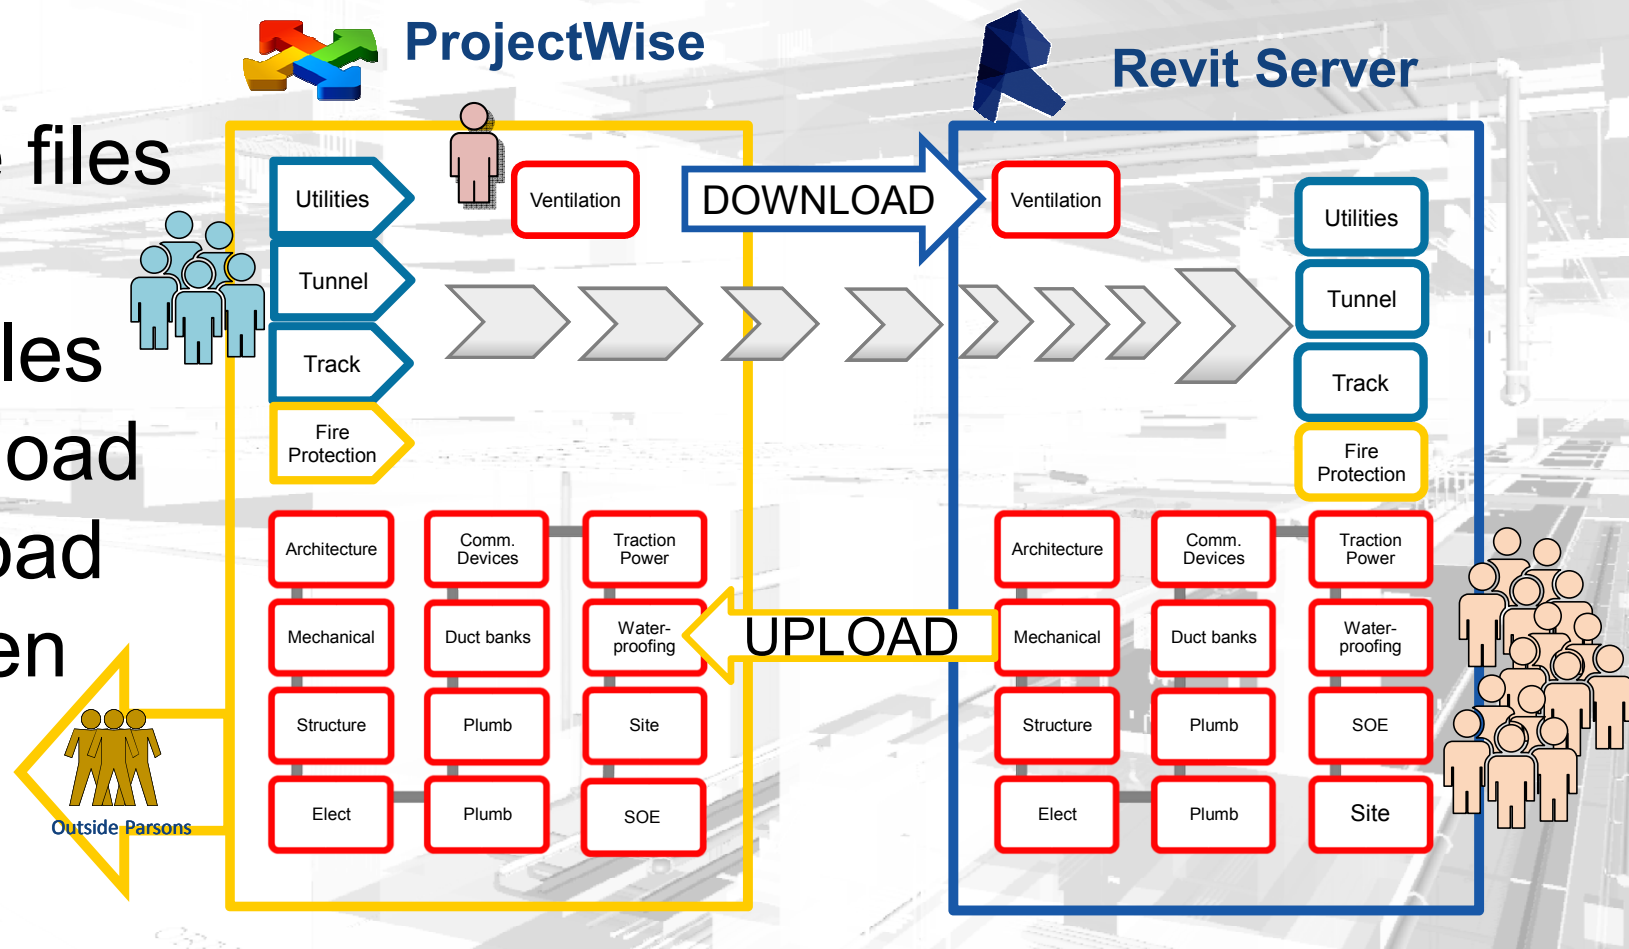 ProjectWise
Revit Server
files
les
oad
oad
en
Utilities
Tunnel
Track
Fire
Protection
Ventilation
DOWNLOAD
Ventilation
Utilities
Tunnel
Track
Fire
Protection
Architecture
Comm.
Devices
Traction
Power
Mechanical
Duct banks
Water-
proofing
Structure
Plumb
Site
Elect
Plumb
SOE
UPLOAD
Architecture
Comm.
Devices
Traction
Power
Mechanical
Duct banks
Water-
proofing
Structure
Plumb
SOE
Elect
Plumb
Site
Outside Parsons